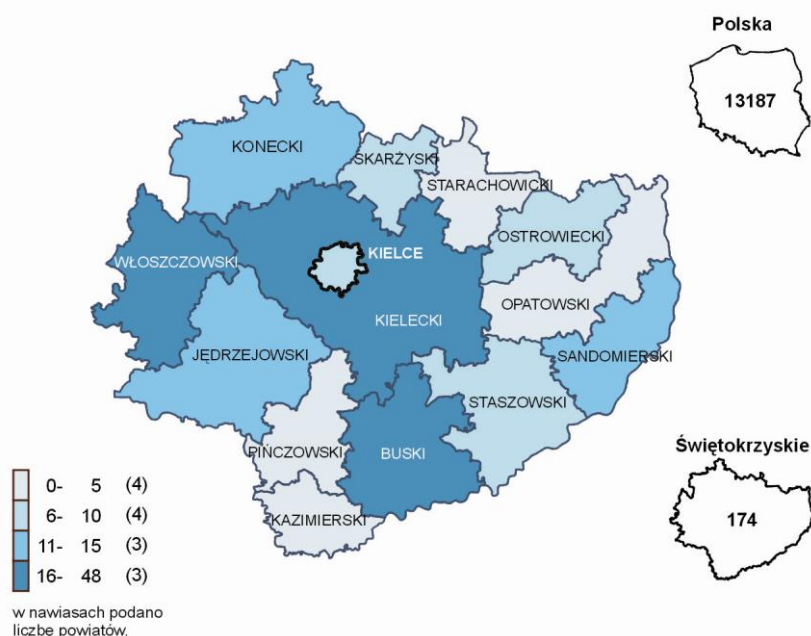 Polska
13187
KONECKI
SKARŻYSKI
STARACHOWICKI
OSTROWIECKI
KIELCE
WŁOSZCZOWSKI
OPATOWSKI
KIELECKI
JĘDRZEJOWSKI
SANDOMIERSKI
STASZOWSKI
PIŃCZOWSKI
BUSKI
KAZIMIERSKI
Świętokrzyskie
174
0- 5 (4)
6- 10 (4)
11- 15 (3)
16- 48 (3)
w nawiasach podano
liczbę powiatów.